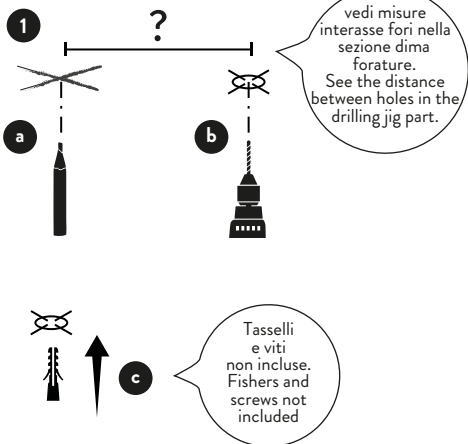 1
?
vedi misure
interasse fori nella
sezione dima
forature.
See the distance
between holes in the
drilling jig part.
a
b
c
Tasselli
e viti
non incluse.
Fishers and
screws not
included